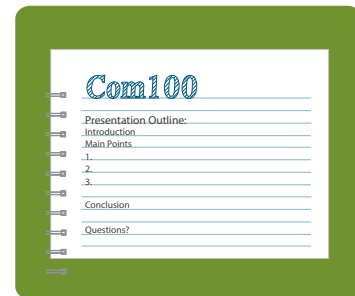 Com100
Presentation Outline:
Introduction
Main Points
1.
2.
3.
Conclusion
Questions?